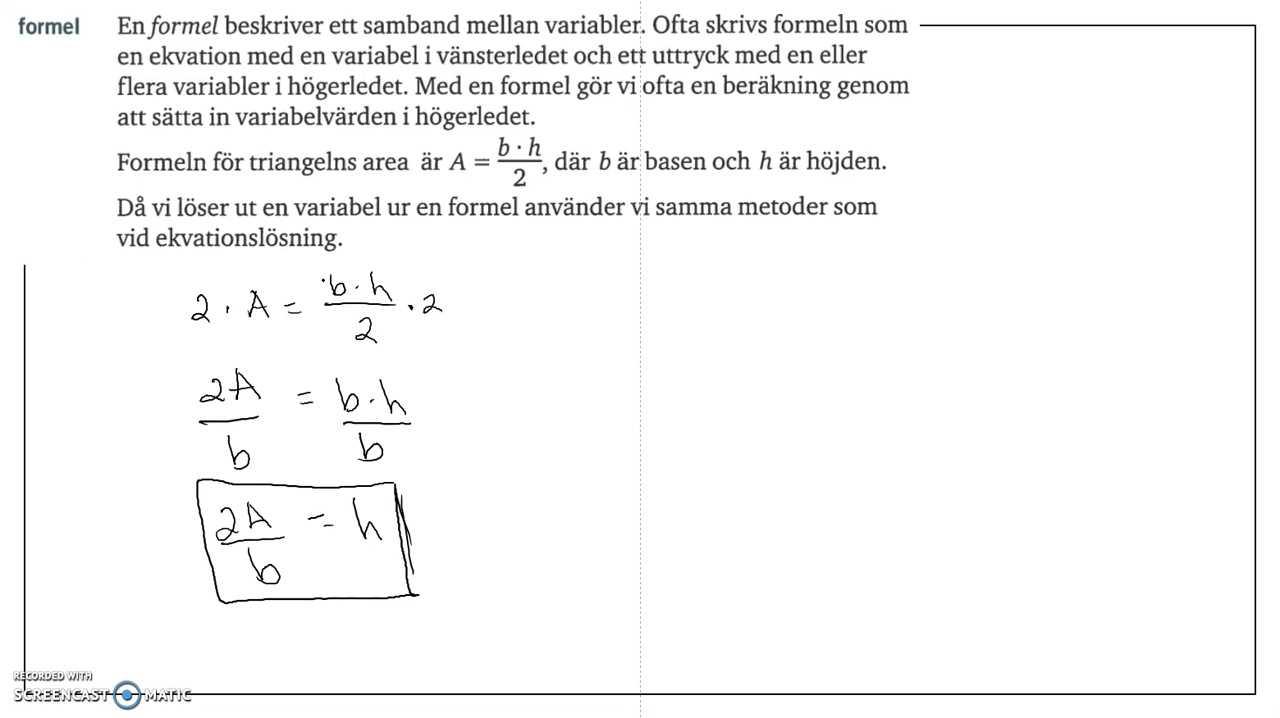 formel En formel beskriver ett samband mellan variabler. Ofta skrivs formeln som
en ekvation med en variabel i vänsterledet och ett uttryck med en eller
flera variabler i högerledet. Med en formel gör vi ofta en beräkning genom
att sätta in variabelvärden i högerledet.
Formeln för triangelns area är A = b · h / 2, där b är basen och h är höjden.
Då vi löser ut en variabel ur en formel använder vi samma metoder som
vid ekvationslösning.
2 · A = b · h / 2 · 2
2A / b = b · h / b
2A / b = h
RECORDED WITH
SCREENCAST MATIC